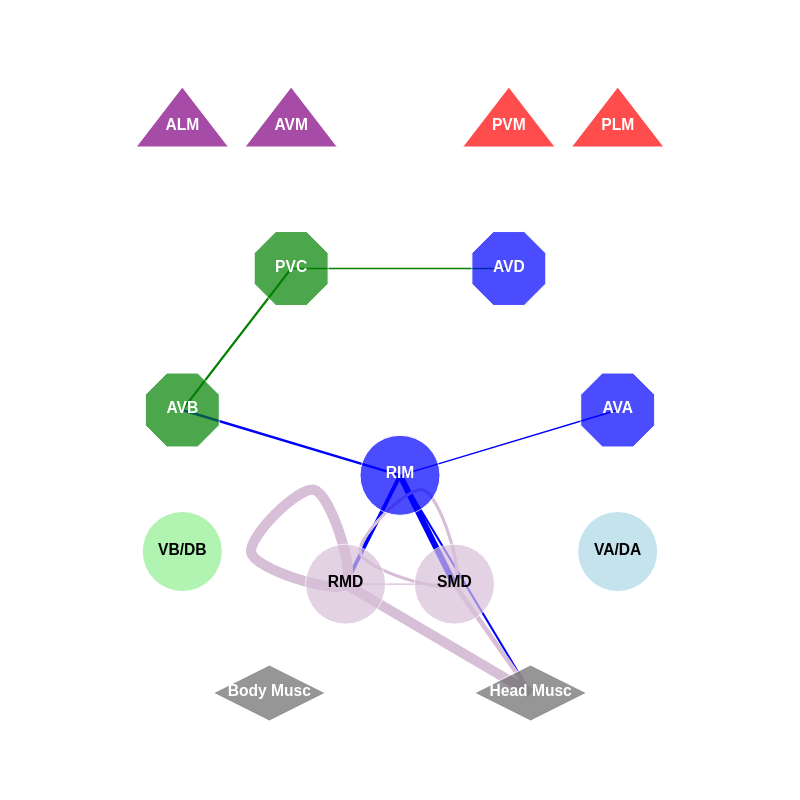 ALM
AVM
PVM
PLM
PVC
AVD
AVB
AVA
RIM
VB/DB
VA/DA
RMD
SMD
Body Musc
Head Musc